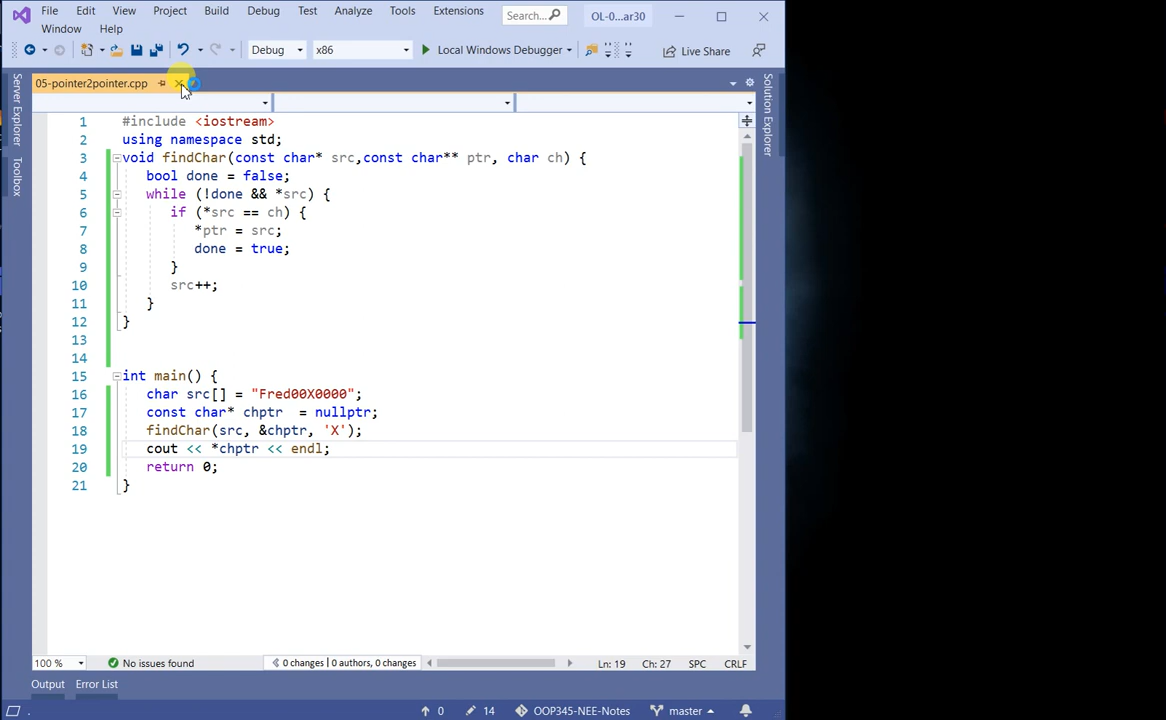 File Edit View Project Build Debug Test Analyze Tools Extensions Search... OL-0...ar30
Window Help
Debug x86 Local Windows Debugger Live Share
05-pointer2pointer.cpp
Server Explorer
Toolbox
Solution Explorer
1 #include <iostream>
2 using namespace std;
3 void findChar(const char* src,const char** ptr, char ch) {
4 bool done = false;
5 while (!done && *src) {
6 if (*src == ch) {
7 *ptr = src;
8 done = true;
9 }
10 src++;
11 }
12 }
13
14
15 int main() {
16 char src[] = "Fred00X0000";
17 const char* chptr  = nullptr;
18 findChar(src, &chptr, 'X');
19 cout << *chptr << endl;
20 return 0;
21 }
100 % No issues found 0 changes | 0 authors, 0 changes Ln: 19 Ch: 27 SPC CRLF
Output Error List
0 14 OOP345-NEE-Notes master